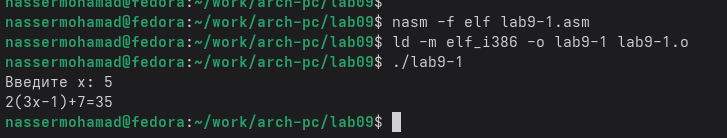 nassermohamad@fedora:~/work/arch-pc/lab09$ nasm -f elf lab9-1.asm
nassermohamad@fedora:~/work/arch-pc/lab09$ ld -m elf_i386 -o lab9-1 lab9-1.o
nassermohamad@fedora:~/work/arch-pc/lab09$ ./lab9-1
Введите x: 5
2(3x-1)+7=35
nassermohamad@fedora:~/work/arch-pc/lab09$